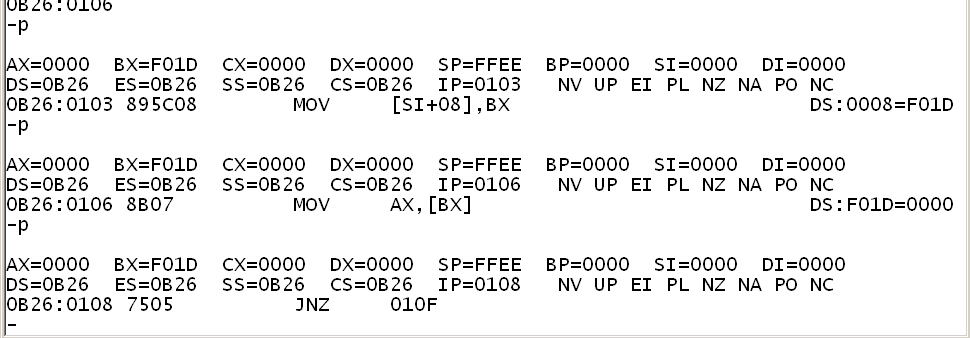 0B26:0106
-p
AX=0000 BX=F01D CX=0000 DX=0000 SP=FFEE BP=0000 SI=0000 DI=0000
DS=0B26 ES=0B26 SS=0B26 CS=0B26 IP=0103 NV UP EI PL NZ NA PO NC
0B26:0103 895C08 MOV [SI+08],BX DS:0008=F01D
-p
AX=0000 BX=F01D CX=0000 DX=0000 SP=FFEE BP=0000 SI=0000 DI=0000
DS=0B26 ES=0B26 SS=0B26 CS=0B26 IP=0106 NV UP EI PL NZ NA PO NC
0B26:0106 8B07 MOV AX,[BX] DS:F01D=0000
-p
AX=0000 BX=F01D CX=0000 DX=0000 SP=FFEE BP=0000 SI=0000 DI=0000
DS=0B26 ES=0B26 SS=0B26 CS=0B26 IP=0108 NV UP EI PL NZ NA PO NC
0B26:0108 7505 JNZ 010F
-